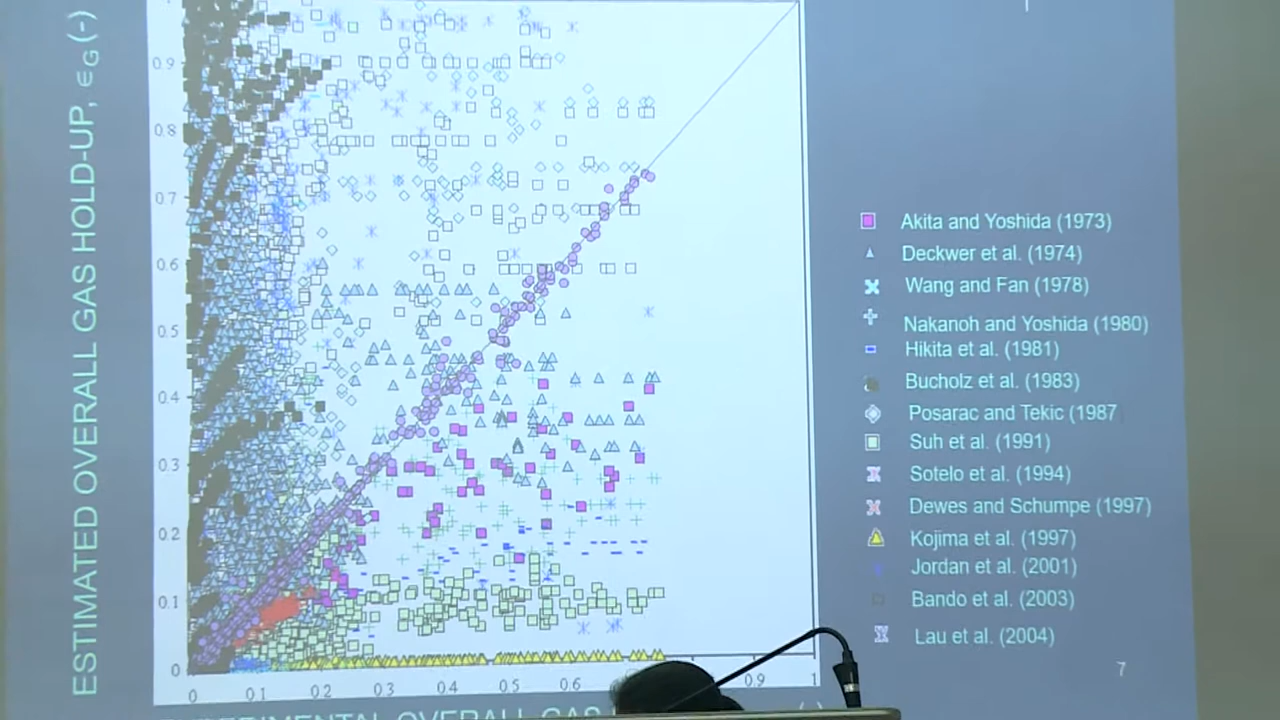 ESTIMATED OVERALL GAS HOLD-UP, ϵG (-)
0.9
0.8
0.7
0.6
0.5
0.4
0.3
0.2
0.1
0
0
0.1
0.2
0.3
0.4
0.5
0.6
0.9
1
Akita and Yoshida (1973)
Deckwer et al. (1974)
Wang and Fan (1978)
Nakanoh and Yoshida (1980)
Hikita et al. (1981)
Bucholz et al. (1983)
Posarac and Tekic (1987
Suh et al. (1991)
Sotelo et al. (1994)
Dewes and Schumpe (1997)
Kojima et al. (1997)
Jordan et al. (2001)
Bando et al. (2003)
Lau et al. (2004)
7